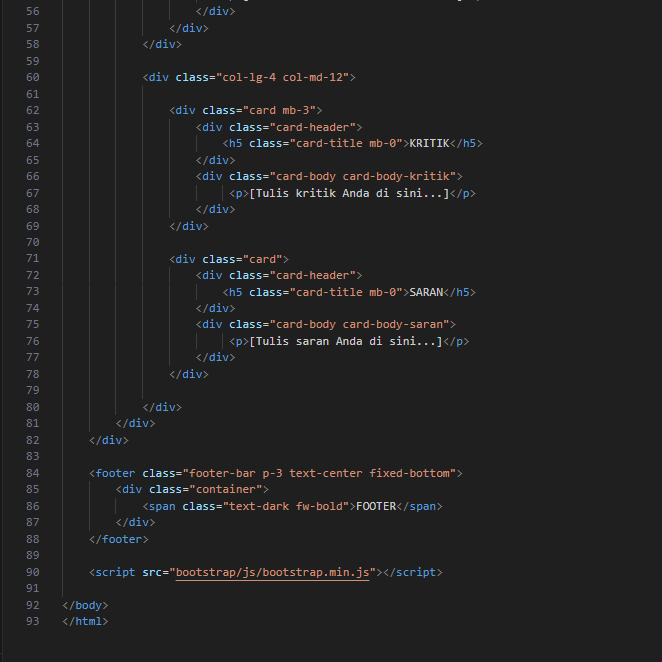 56 </div>
57 </div>
58 </div>
59
60 <div class="col-lg-4 col-md-12">
61
62 <div class="card mb-3">
63 <div class="card-header">
64 <h5 class="card-title mb-0">KRITIK</h5>
65 </div>
66 <div class="card-body card-body-kritik">
67 <p>[Tulis kritik Anda di sini...]</p>
68 </div>
69 </div>
70
71 <div class="card">
72 <div class="card-header">
73 <h5 class="card-title mb-0">SARAN</h5>
74 </div>
75 <div class="card-body card-body-saran">
76 <p>[Tulis saran Anda di sini...]</p>
77 </div>
78 </div>
79
80 </div>
81 </div>
82 </div>
83
84 <footer class="footer-bar p-3 text-center fixed-bottom">
85 <div class="container">
86 <span class="text-dark fw-bold">FOOTER</span>
87 </div>
88 </footer>
89
90 <script src="bootstrap/js/bootstrap.min.js"></script>
91
92 </body>
93 </html>